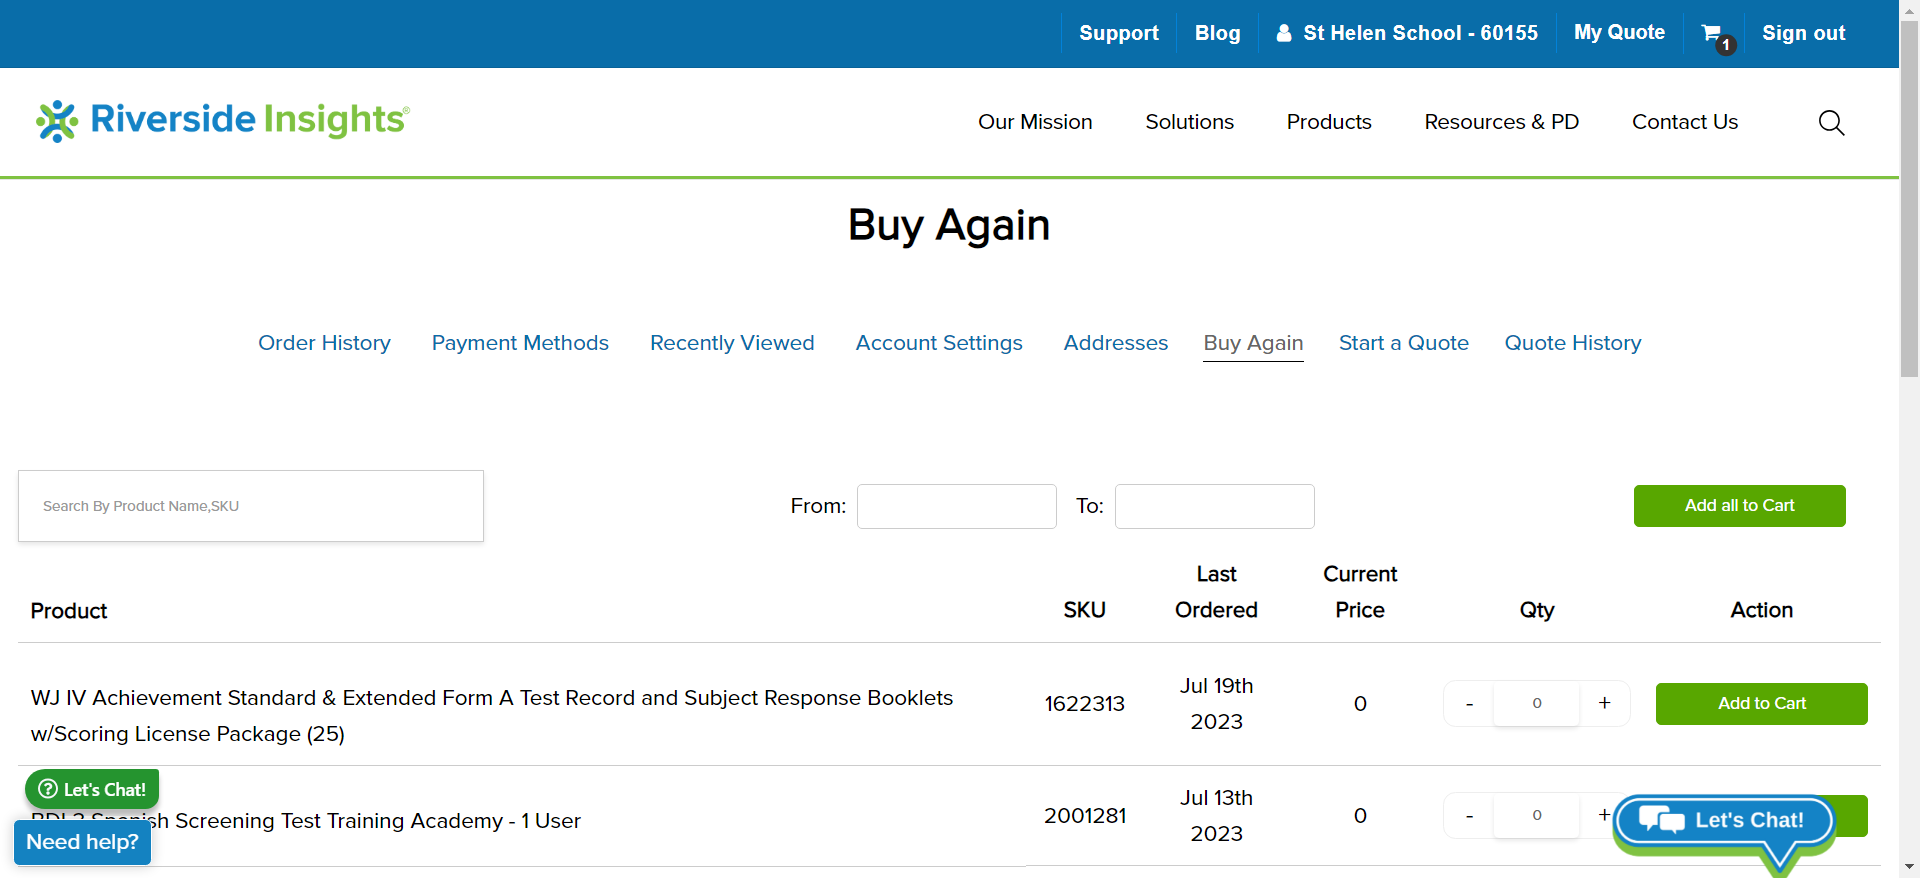 Support Blog St Helen School - 60155 My Quote 1 Sign out
Riverside Insights®
Our Mission Solutions Products Resources & PD Contact Us
Buy Again
Order History Payment Methods Recently Viewed Account Settings Addresses Buy Again Start a Quote Quote History
Search By Product Name,SKU
From: To: Add all to Cart
Product SKU Last Ordered Current Price Qty Action
WJ IV Achievement Standard & Extended Form A Test Record and Subject Response Booklets
w/Scoring License Package (25)
1622313
Jul 19th
2023
0
- 0 +
Add to Cart
Screening Test Training Academy - 1 User
2001281
Jul 13th
2023
0
- 0 +
Let's Chat!
Need help?
Let's Chat!